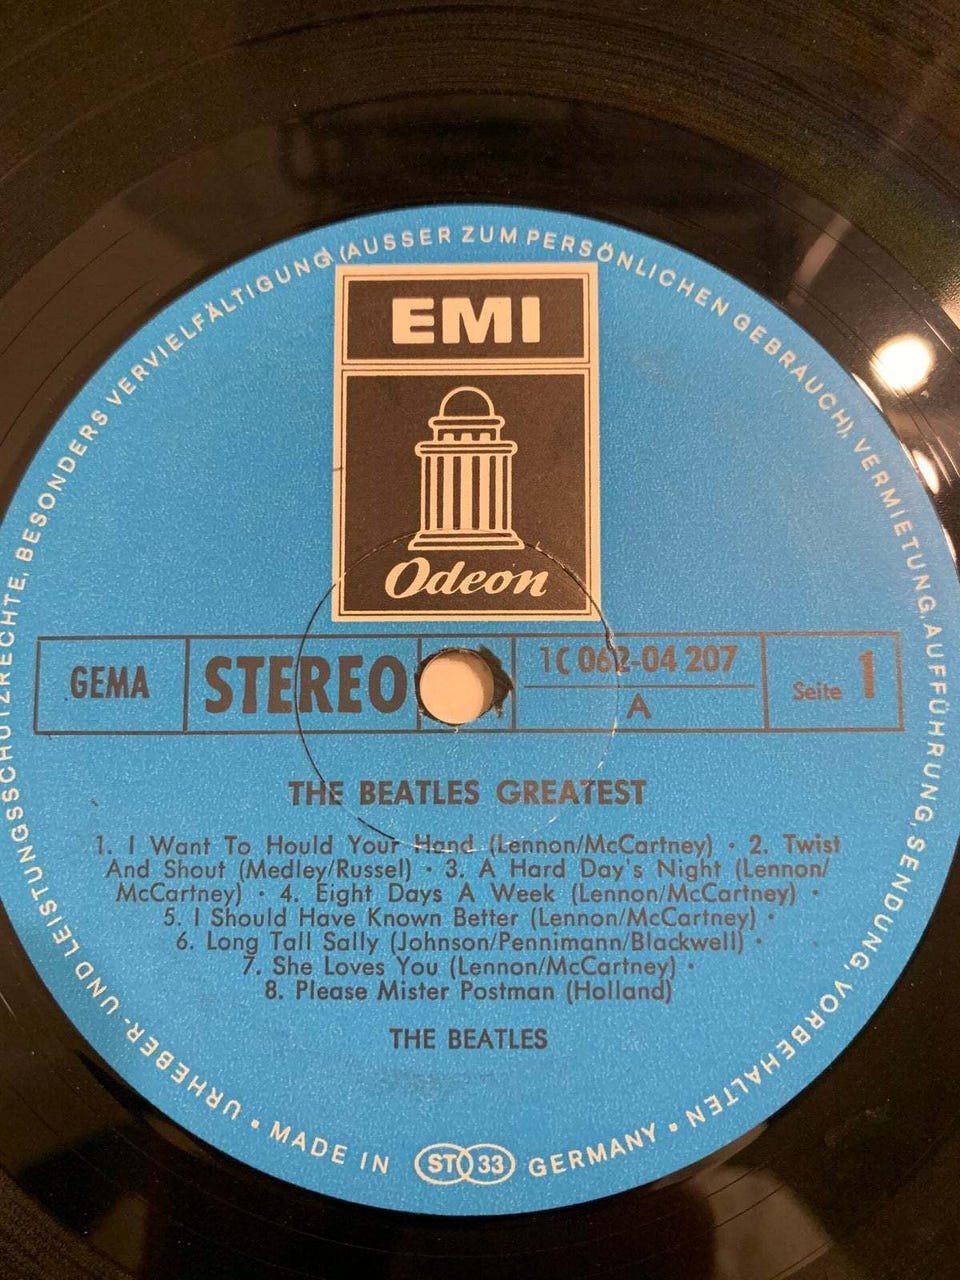 URHEBER- UND LEISTUNGSSCHUTZRECHTE, BESONDERS VERVIELFÄLTIGUNG (AUSSER ZUM PERSÖNLICHEN GEBRAUCH), VERMIETUNG, AUFFÜHRUNG, SENDUNG, VORBEHALTEN
EMI
Odeon
GEMA
STEREO
1C 062-04 207
A
Seite 1
THE BEATLES GREATEST
1. I Want To Hould Your Hand (Lennon/McCartney) · 2. Twist
And Shout (Medley/Russel) · 3. A Hard Day's Night (Lennon/
McCartney) · 4. Eight Days A Week (Lennon/McCartney) ·
5. I Should Have Known Better (Lennon/McCartney) ·
6. Long Tall Sally (Johnson/Pennimann/Blackwell) ·
7. She Loves You (Lennon/McCartney) ·
8. Please Mister Postman (Holland)
THE BEATLES
• MADE IN ST 33 GERMANY •